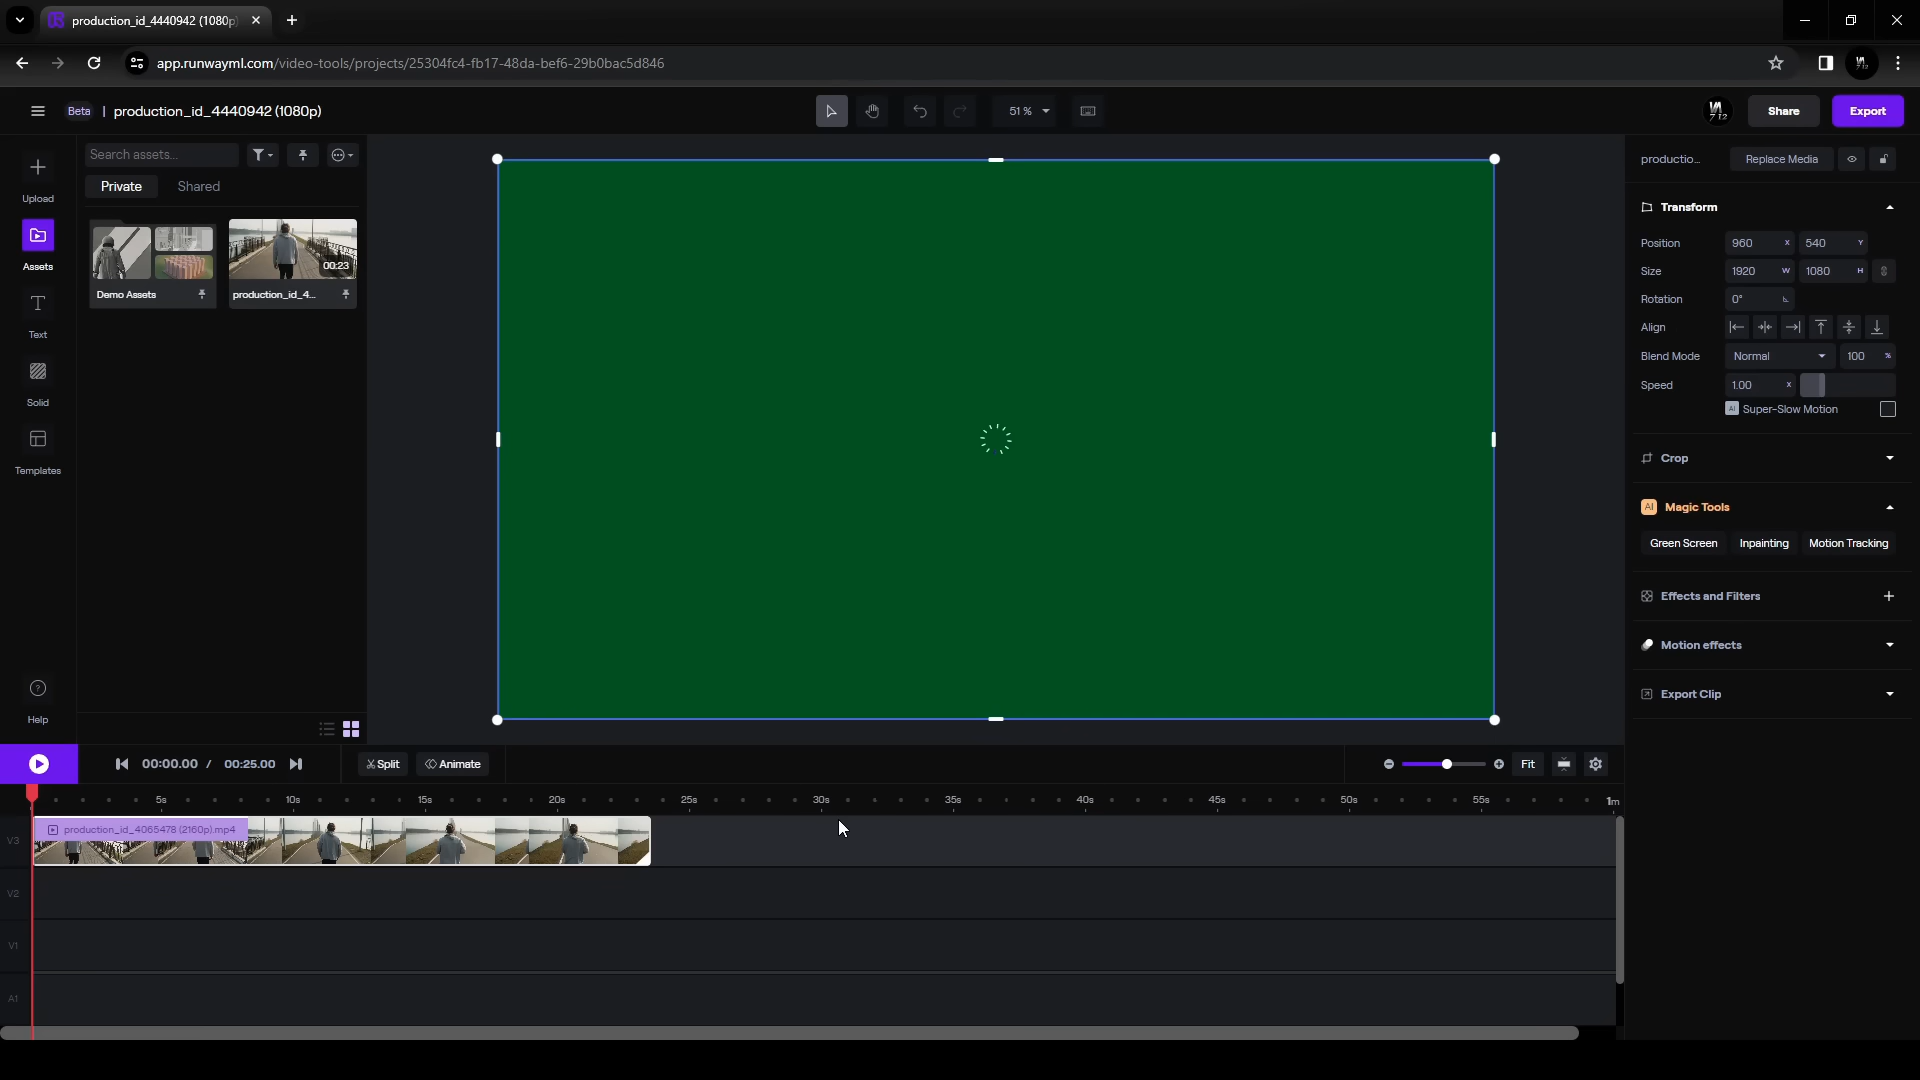 production_id_4440942 (1080p)
app.runwayml.com/video-tools/projects/25304fc4-fb17-48da-bef6-29b0bac5d846
Beta | production_id_4440942 (1080p)
51 %
Share
Export
Search assets...
Private
Shared
Upload
Assets
Text
Solid
Templates
Help
00:23
Demo Assets
production_id_4...
productio...
Replace Media
Transform
Position 960 X 540 Y
Size 1920 W 1080 H
Rotation 0°
Align
Blend Mode Normal 100 %
Speed 1.00 x
AI Super-Slow Motion
Crop
AI Magic Tools
Green Screen Inpainting Motion Tracking
Effects and Filters
Motion effects
Export Clip
00:00.00 / 00:25.00
Split
Animate
Fit
5s 10s 15s 20s 25s 30s 35s 40s 45s 50s 55s 1m
V3
production_id_4065478 (2160p).mp4
V2
V1
A1